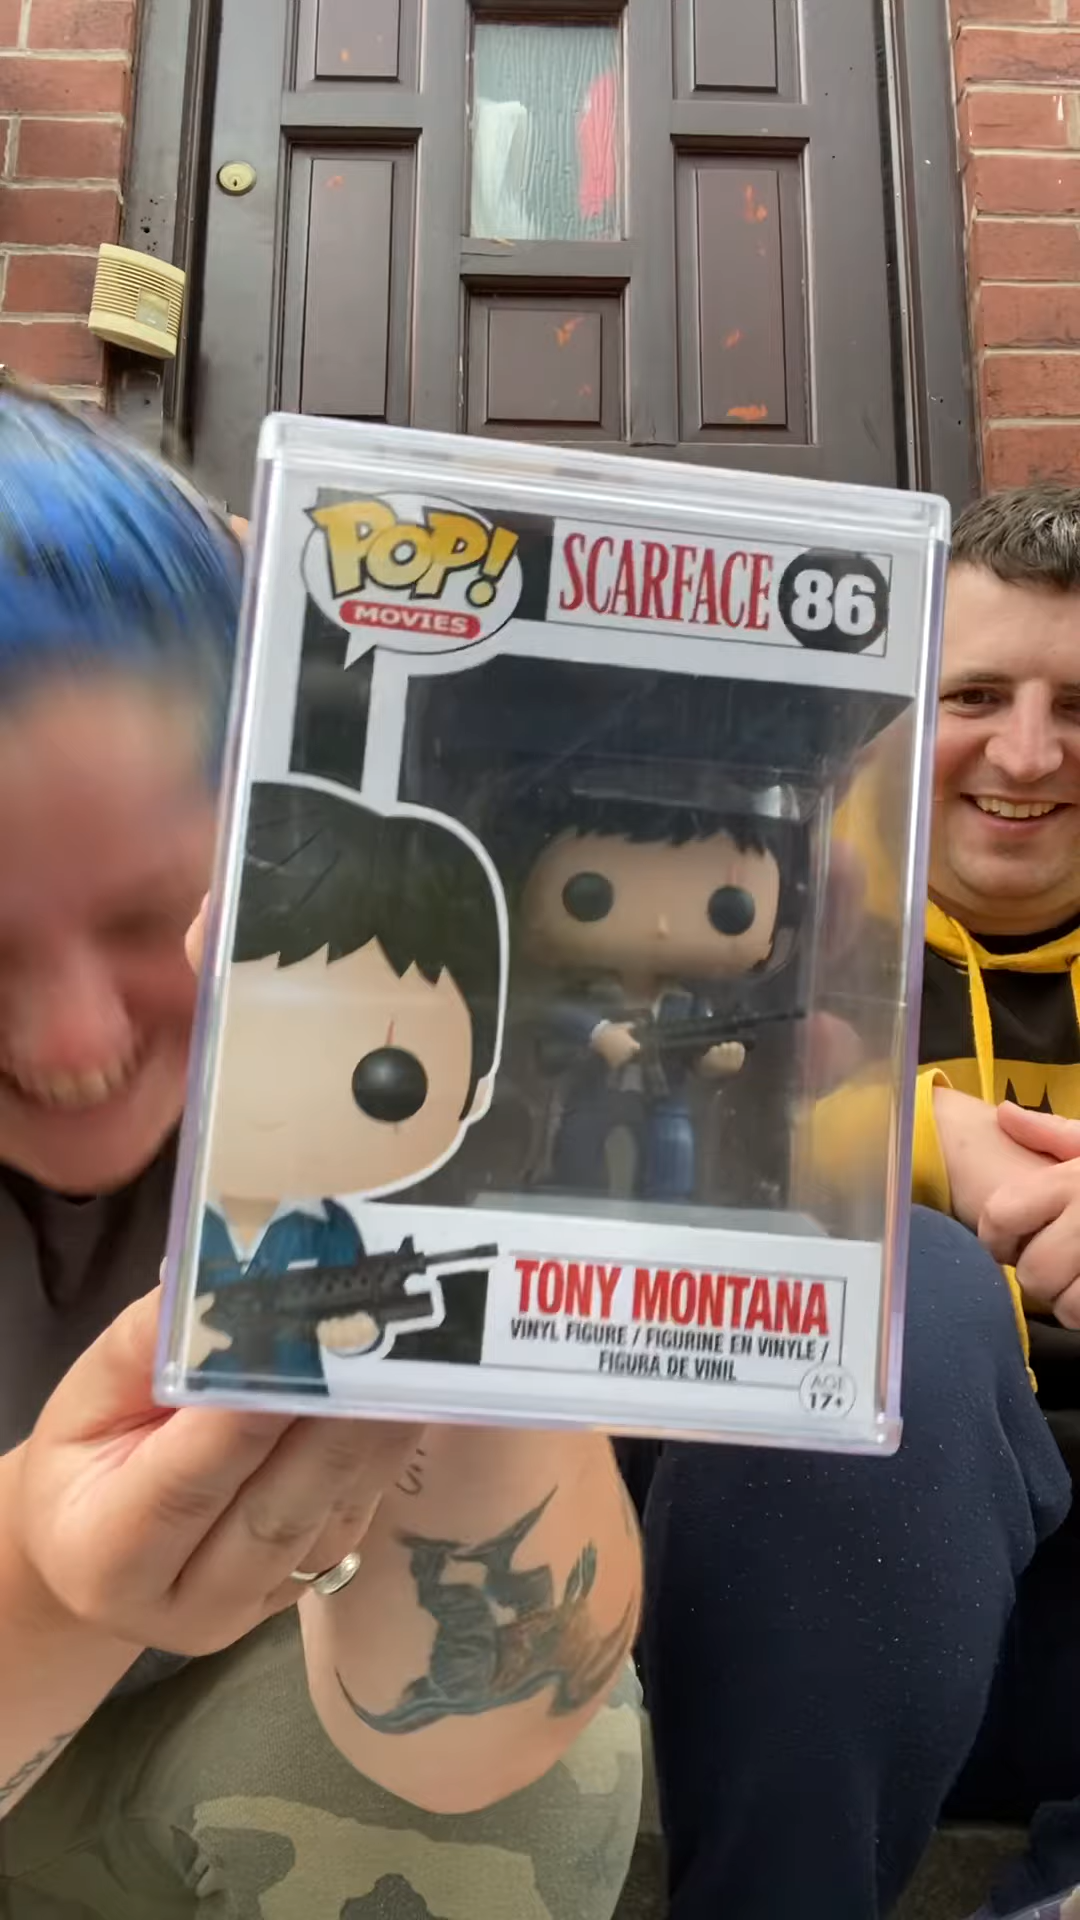 POP!
MOVIES
SCARFACE
86
TONY MONTANA
VINYL FIGURE / FIGURINE EN VINYLE /
FIGURA DE VINIL
AGE
17+